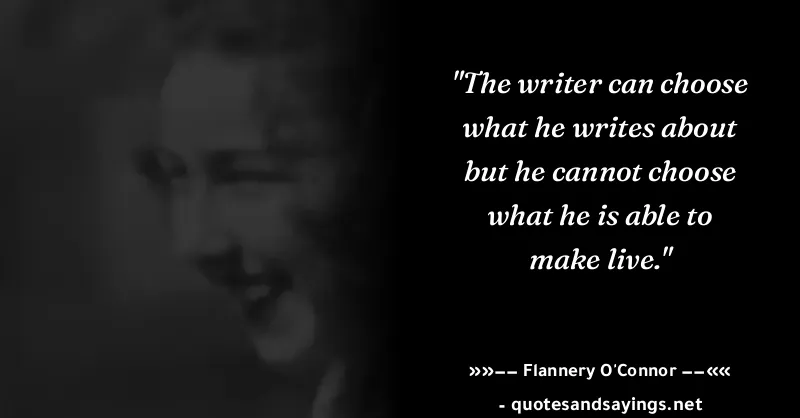 "The writer can choose
what he writes about
but he cannot choose
what he is able to
make live."
»»–– Flannery O'Connor ––««
- quotesandsayings.net